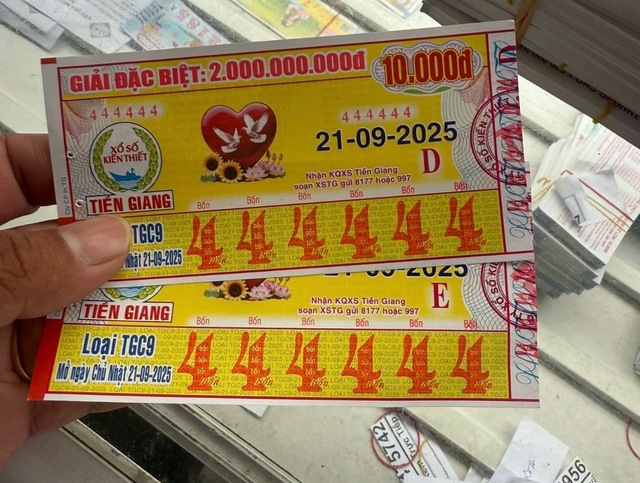 GIẢI ĐẶC BIỆT: 2.000.000.000đ
10.000đ
444444
444444
XỔ SỐ
KIẾN THIẾT
21-09-2025
D
Nhận KQXS Tiền Giang
soạn XSTG gửi 8177 hoặc 997
TIỀN GIANG
Bốn Bốn Bốn Bốn Bốn Bốn
TGC9
4 4 4 4 4 4
21-09-2025
E
Nhận KQXS Tiền Giang
soạn XSTG gửi 8177 hoặc 997
TIỀN GIANG
Bốn Bốn Bốn Bốn Bốn Bốn
Loại TGC9
4 4 4 4 4 4
Mở ngày Chủ Nhật 21-09-2025
5742
Trực Tiếp
956